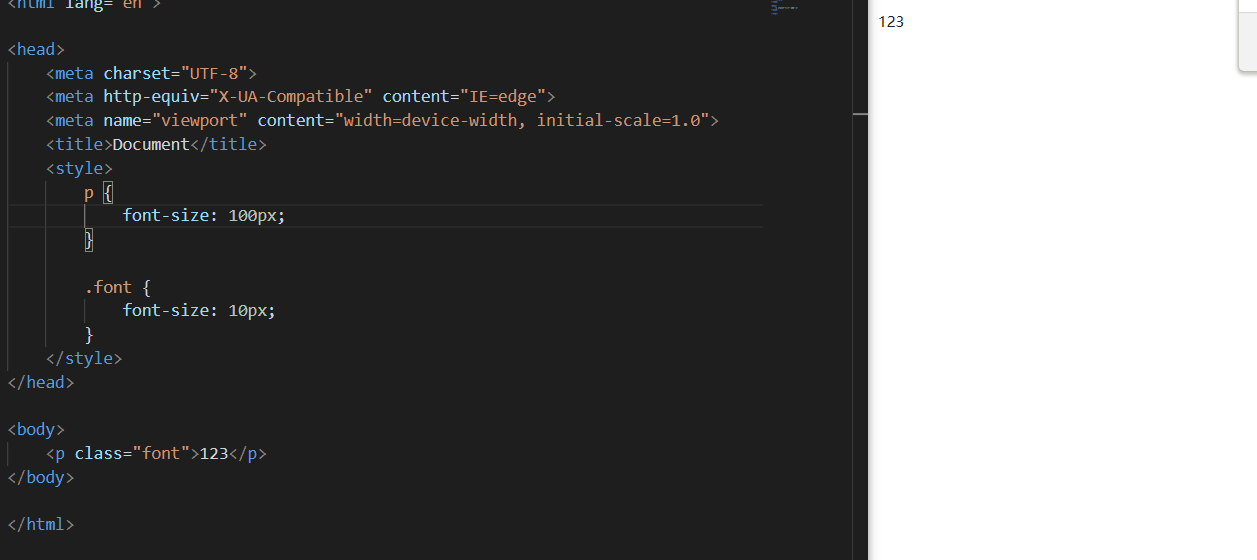 <html lang="en">
<head>
<meta charset="UTF-8">
<meta http-equiv="X-UA-Compatible" content="IE=edge">
<meta name="viewport" content="width=device-width, initial-scale=1.0">
<title>Document</title>
<style>
p {
font-size: 100px;
}
.font {
font-size: 10px;
}
</style>
</head>
<body>
<p class="font">123</p>
</body>
</html>
123